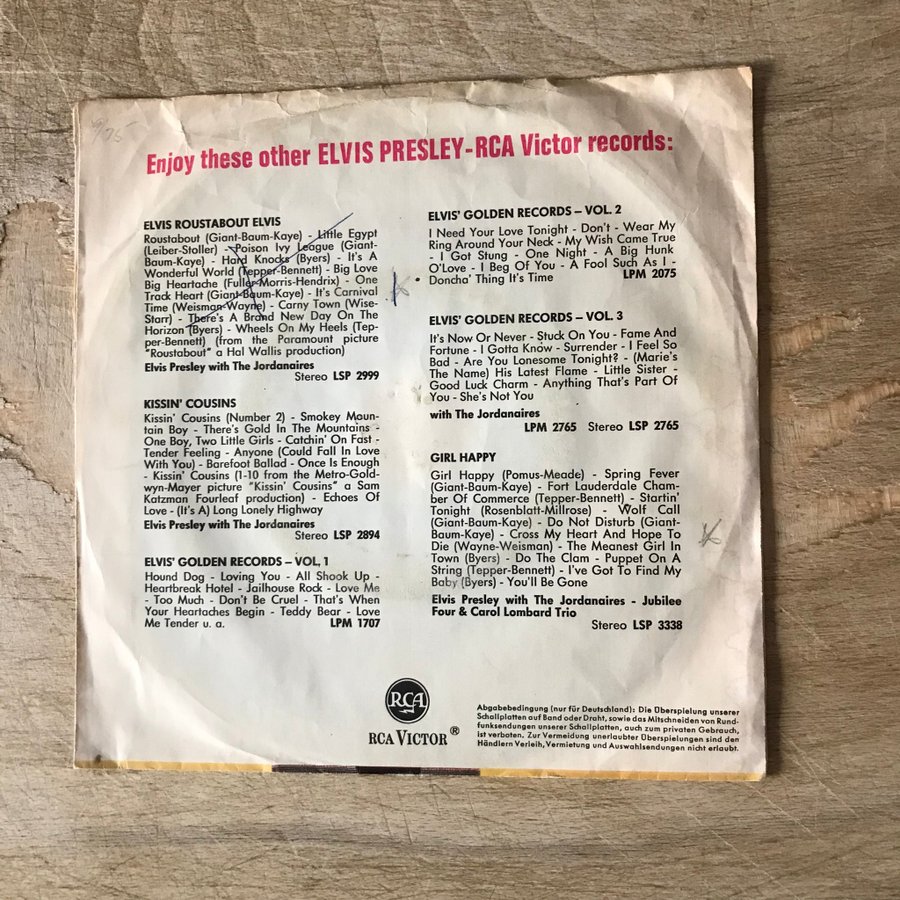 9/75
Enjoy these other ELVIS PRESLEY-RCA Victor records:
ELVIS ROUSTABOUT ELVIS
Roustabout (Giant-Baum-Kaye) - Little Egypt
(Leiber-Stoller) - Poison Ivy League (Giant-
Baum-Kaye) - Hard Knocks (Byers) - It's A
Wonderful World (Tepper-Bennett) - Big Love
Big Heartache (Fuller-Morris-Hendrix) - One
Track Heart (Giant-Baum-Kaye) - It's Carnival
Time (Weisman-Wayne) - Carny Town (Wise-
Starr) - There's A Brand New Day On The
Horizon (Byers) - Wheels On My Heels (Tep-
per-Bennett) (from the Paramount picture
"Roustabout" a Hal Wallis production)
Elvis Presley with The Jordanaires
Stereo LSP 2999
KISSIN' COUSINS
Kissin' Cousins (Number 2) - Smokey Moun-
tain Boy - There's Gold In The Mountains -
One Boy, Two Little Girls - Catchin' On Fast -
Tender Feeling - Anyone (Could Fall In Love
With You) - Barefoot Ballad - Once Is Enough
- Kissin' Cousins (1-10 from the Metro-Gold-
wyn-Mayer picture "Kissin' Cousins" a Sam
Katzman Fourleaf production) - Echoes Of
Love - (It's A) Long Lonely Highway
Elvis Presley with The Jordanaires
Stereo LSP 2894
ELVIS' GOLDEN RECORDS – VOL. 1
Hound Dog - Loving You - All Shook Up -
Heartbreak Hotel - Jailhouse Rock - Love Me
- Too Much - Don't Be Cruel - That's When
Your Heartaches Begin - Teddy Bear - Love
Me Tender u. a. LPM 1707
ELVIS' GOLDEN RECORDS – VOL. 2
I Need Your Love Tonight - Don't - Wear My
Ring Around Your Neck - My Wish Came True
- I Got Stung - One Night - A Big Hunk
O'Love - I Beg Of You - A Fool Such As I -
Doncha' Thing It's Time LPM 2075
ELVIS' GOLDEN RECORDS – VOL. 3
It's Now Or Never - Stuck On You - Fame And
Fortune - I Gotta Know - Surrender - I Feel So
Bad - Are You Lonesome Tonight? - (Marie's
The Name) His Latest Flame - Little Sister -
Good Luck Charm - Anything That's Part Of
You - She's Not You
with The Jordanaires
LPM 2765 Stereo LSP 2765
GIRL HAPPY
Girl Happy (Pomus-Meade) - Spring Fever
(Giant-Baum-Kaye) - Fort Lauderdale Cham-
ber Of Commerce (Tepper-Bennett) - Startin'
Tonight (Rosenblatt-Millrose) - Wolf Call
(Giant-Baum-Kaye) - Do Not Disturb (Giant-
Baum-Kaye) - Cross My Heart And Hope To
Die (Wayne-Weisman) - The Meanest Girl In
Town (Byers) - Do The Clam - Puppet On A
String (Tepper-Bennett) - I've Got To Find My
Baby (Byers) - You'll Be Gone
Elvis Presley with The Jordanaires - Jubilee
Four & Carol Lombard Trio
Stereo LSP 3338
RCA
RCA VICTOR®
Abgabebedingung (nur für Deutschland): Die Überspielung unserer
Schallplatten auf Band oder Draht, sowie das Mitschneiden von Rund-
funksendungen unserer Schallplatten, auch zum privaten Gebrauch,
ist verboten. Zur Vermeidung unerlaubter Überspielungen sind den
Händlern Verleih, Vermietung und Auswahlsendungen nicht erlaubt.